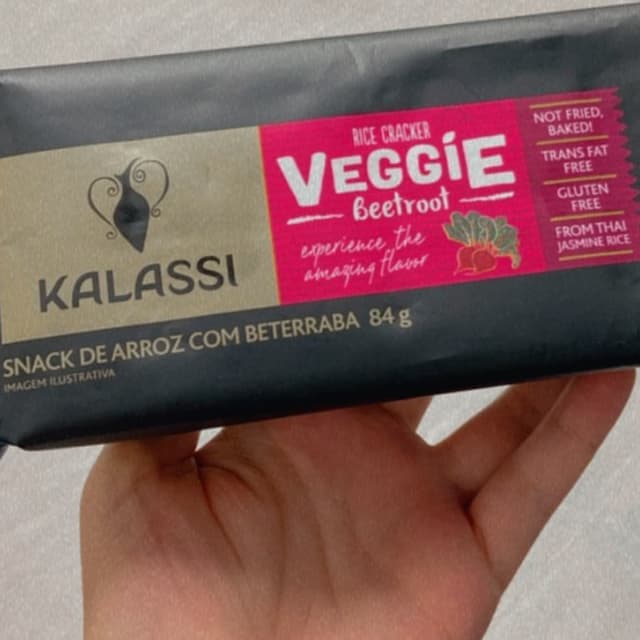 KALASSI
RICE CRACKER
VEGGIE
Beetroot
experience the
amazing flavor
NOT FRIED,
BAKED!
TRANS FAT
FREE
GLUTEN
FREE
FROM THAI
JASMINE RICE
SNACK DE ARROZ COM BETERRABA 84 g
IMAGEM ILUSTRATIVA